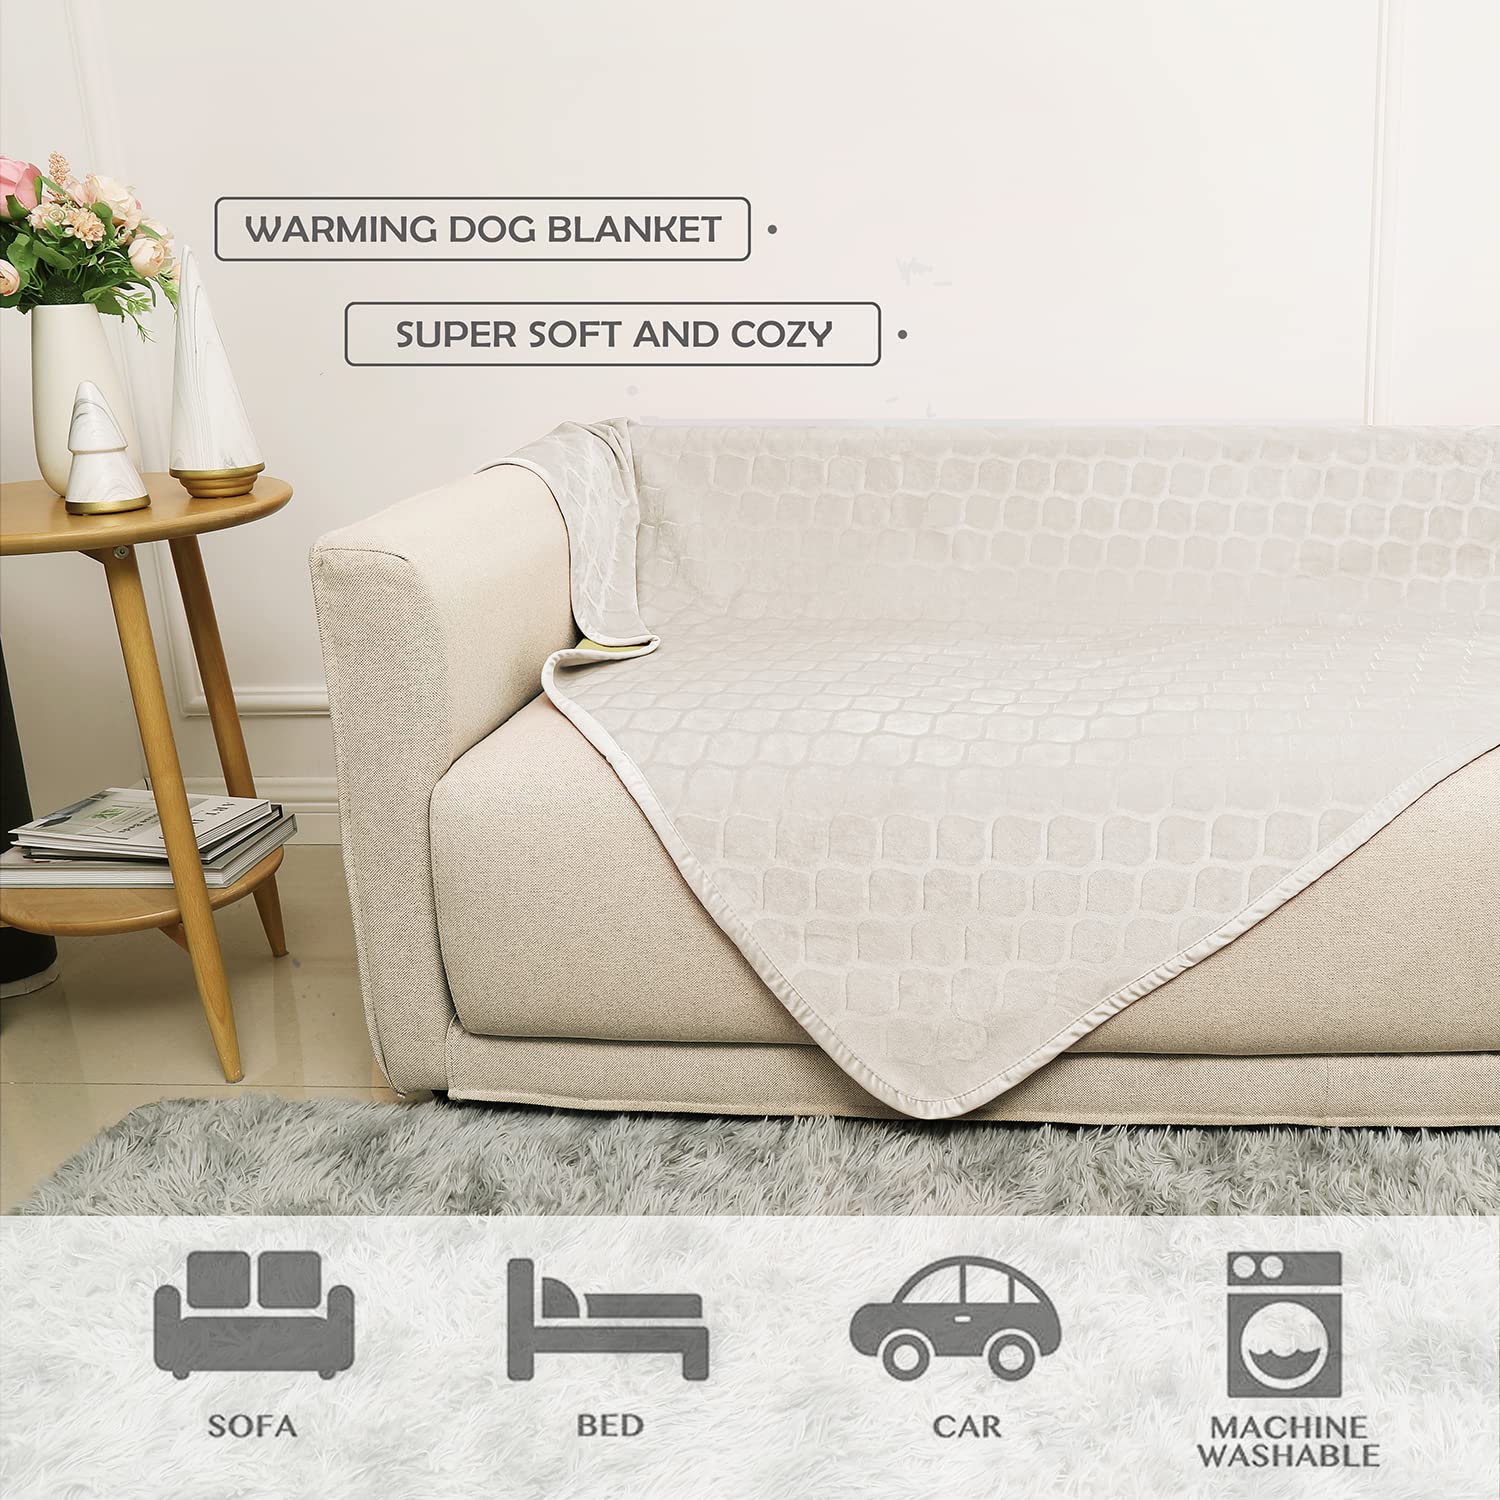 WARMING DOG BLANKET
SUPER SOFT AND COZY
SOFA
BED
CAR
MACHINE
WASHABLE